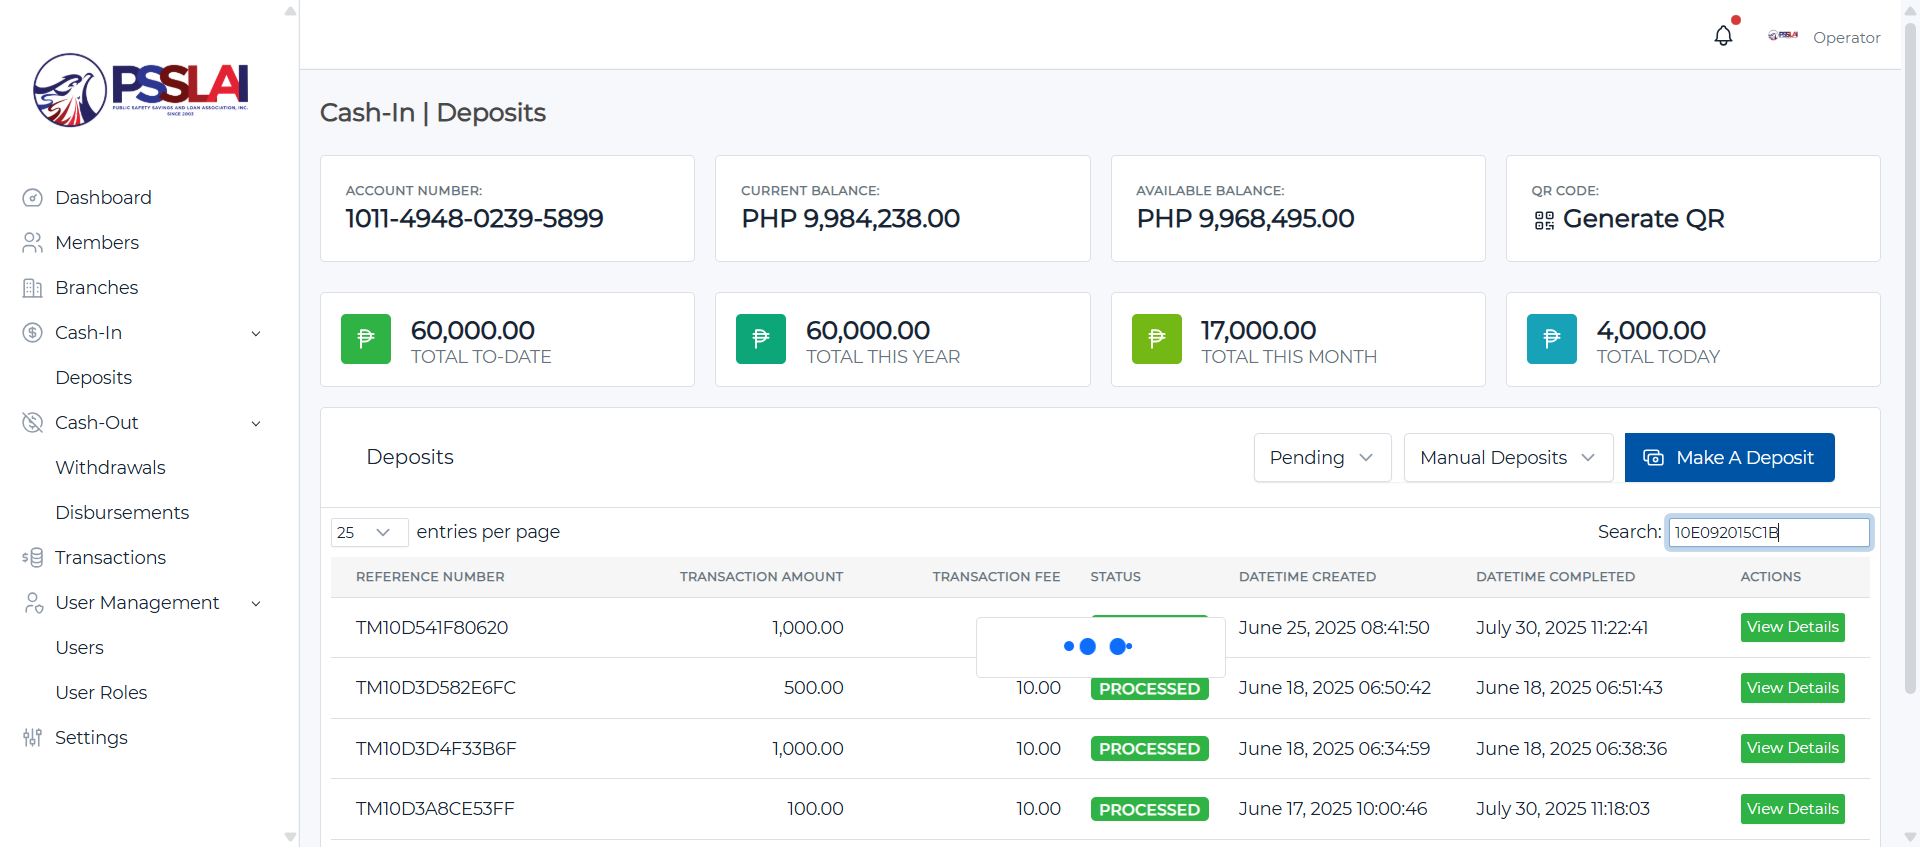 PSSLAI
PUBLIC SAFETY SAVINGS AND LOAN ASSOCIATION, INC.
SINCE 2003
Dashboard
Members
Branches
Cash-In
Deposits
Cash-Out
Withdrawals
Disbursements
Transactions
User Management
Users
User Roles
Settings
PSSLAI Operator
Cash-In | Deposits
ACCOUNT NUMBER:
1011-4948-0239-5899
CURRENT BALANCE:
PHP 9,984,238.00
AVAILABLE BALANCE:
PHP 9,968,495.00
QR CODE:
Generate QR
60,000.00
TOTAL TO-DATE
60,000.00
TOTAL THIS YEAR
17,000.00
TOTAL THIS MONTH
4,000.00
TOTAL TODAY
Deposits Pending Manual Deposits Make A Deposit
25 entries per page Search: 10E092015C1B
REFERENCE NUMBER TRANSACTION AMOUNT TRANSACTION FEE STATUS DATETIME CREATED DATETIME COMPLETED ACTIONS
TM10D541F80620 1,000.00 June 25, 2025 08:41:50 July 30, 2025 11:22:41 View Details
TM10D3D582E6FC 500.00 10.00 PROCESSED June 18, 2025 06:50:42 June 18, 2025 06:51:43 View Details
TM10D3D4F33B6F 1,000.00 10.00 PROCESSED June 18, 2025 06:34:59 June 18, 2025 06:38:36 View Details
TM10D3A8CE53FF 100.00 10.00 PROCESSED June 17, 2025 10:00:46 July 30, 2025 11:18:03 View Details